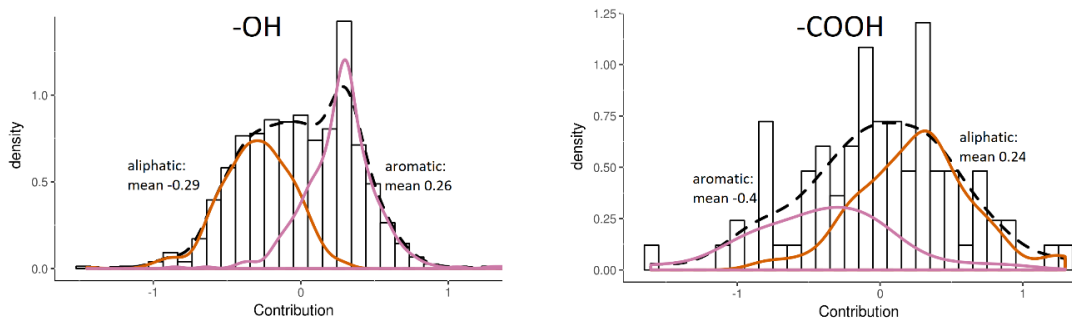 -OH
density
1.0
0.5
0.0
aliphatic:
mean -0.29
aromatic:
mean 0.26
-1
0
1
Contribution
-COOH
density
1.25
1.00
0.75
0.50
0.25
0.00
aromatic:
mean -0.4
aliphatic:
mean 0.24
-1
0
1
Contribution